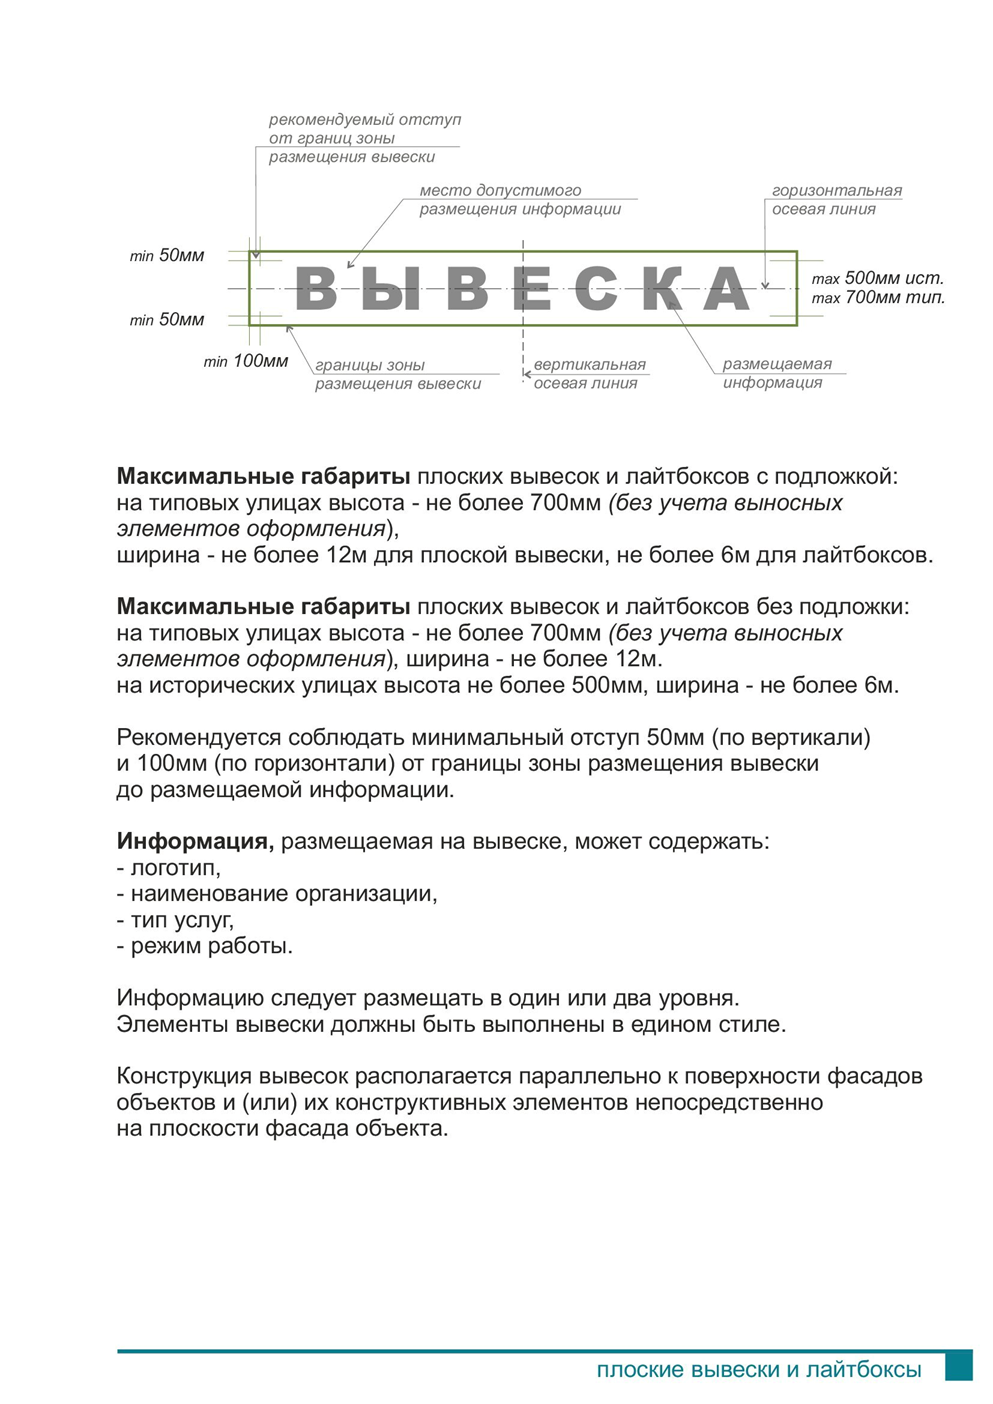 рекомендуемый отступ
от границ зоны
размещения вывески
место допустимого
размещения информации
горизонтальная
осевая линия
min 50мм
ВЫВЕСКА
max 500мм ист.
max 700мм тип.
min 50мм
min 100мм
границы зоны
размещения вывески
вертикальная
осевая линия
размещаемая
информация
Максимальные габариты плоских вывесок и лайтбоксов с подложкой:
на типовых улицах высота - не более 700мм (без учета выносных
элементов оформления),
ширина - не более 12м для плоской вывески, не более 6м для лайтбоксов.
Максимальные габариты плоских вывесок и лайтбоксов без подложки:
на типовых улицах высота - не более 700мм (без учета выносных
элементов оформления), ширина - не более 12м.
на исторических улицах высота не более 500мм, ширина - не более 6м.
Рекомендуется соблюдать минимальный отступ 50мм (по вертикали)
и 100мм (по горизонтали) от границы зоны размещения вывески
до размещаемой информации.
Информация, размещаемая на вывеске, может содержать:
- логотип,
- наименование организации,
- тип услуг,
- режим работы.
Информацию следует размещать в один или два уровня.
Элементы вывески должны быть выполнены в едином стиле.
Конструкция вывесок располагается параллельно к поверхности фасадов
объектов и (или) их конструктивных элементов непосредственно
на плоскости фасада объекта.
плоские вывески и лайтбоксы